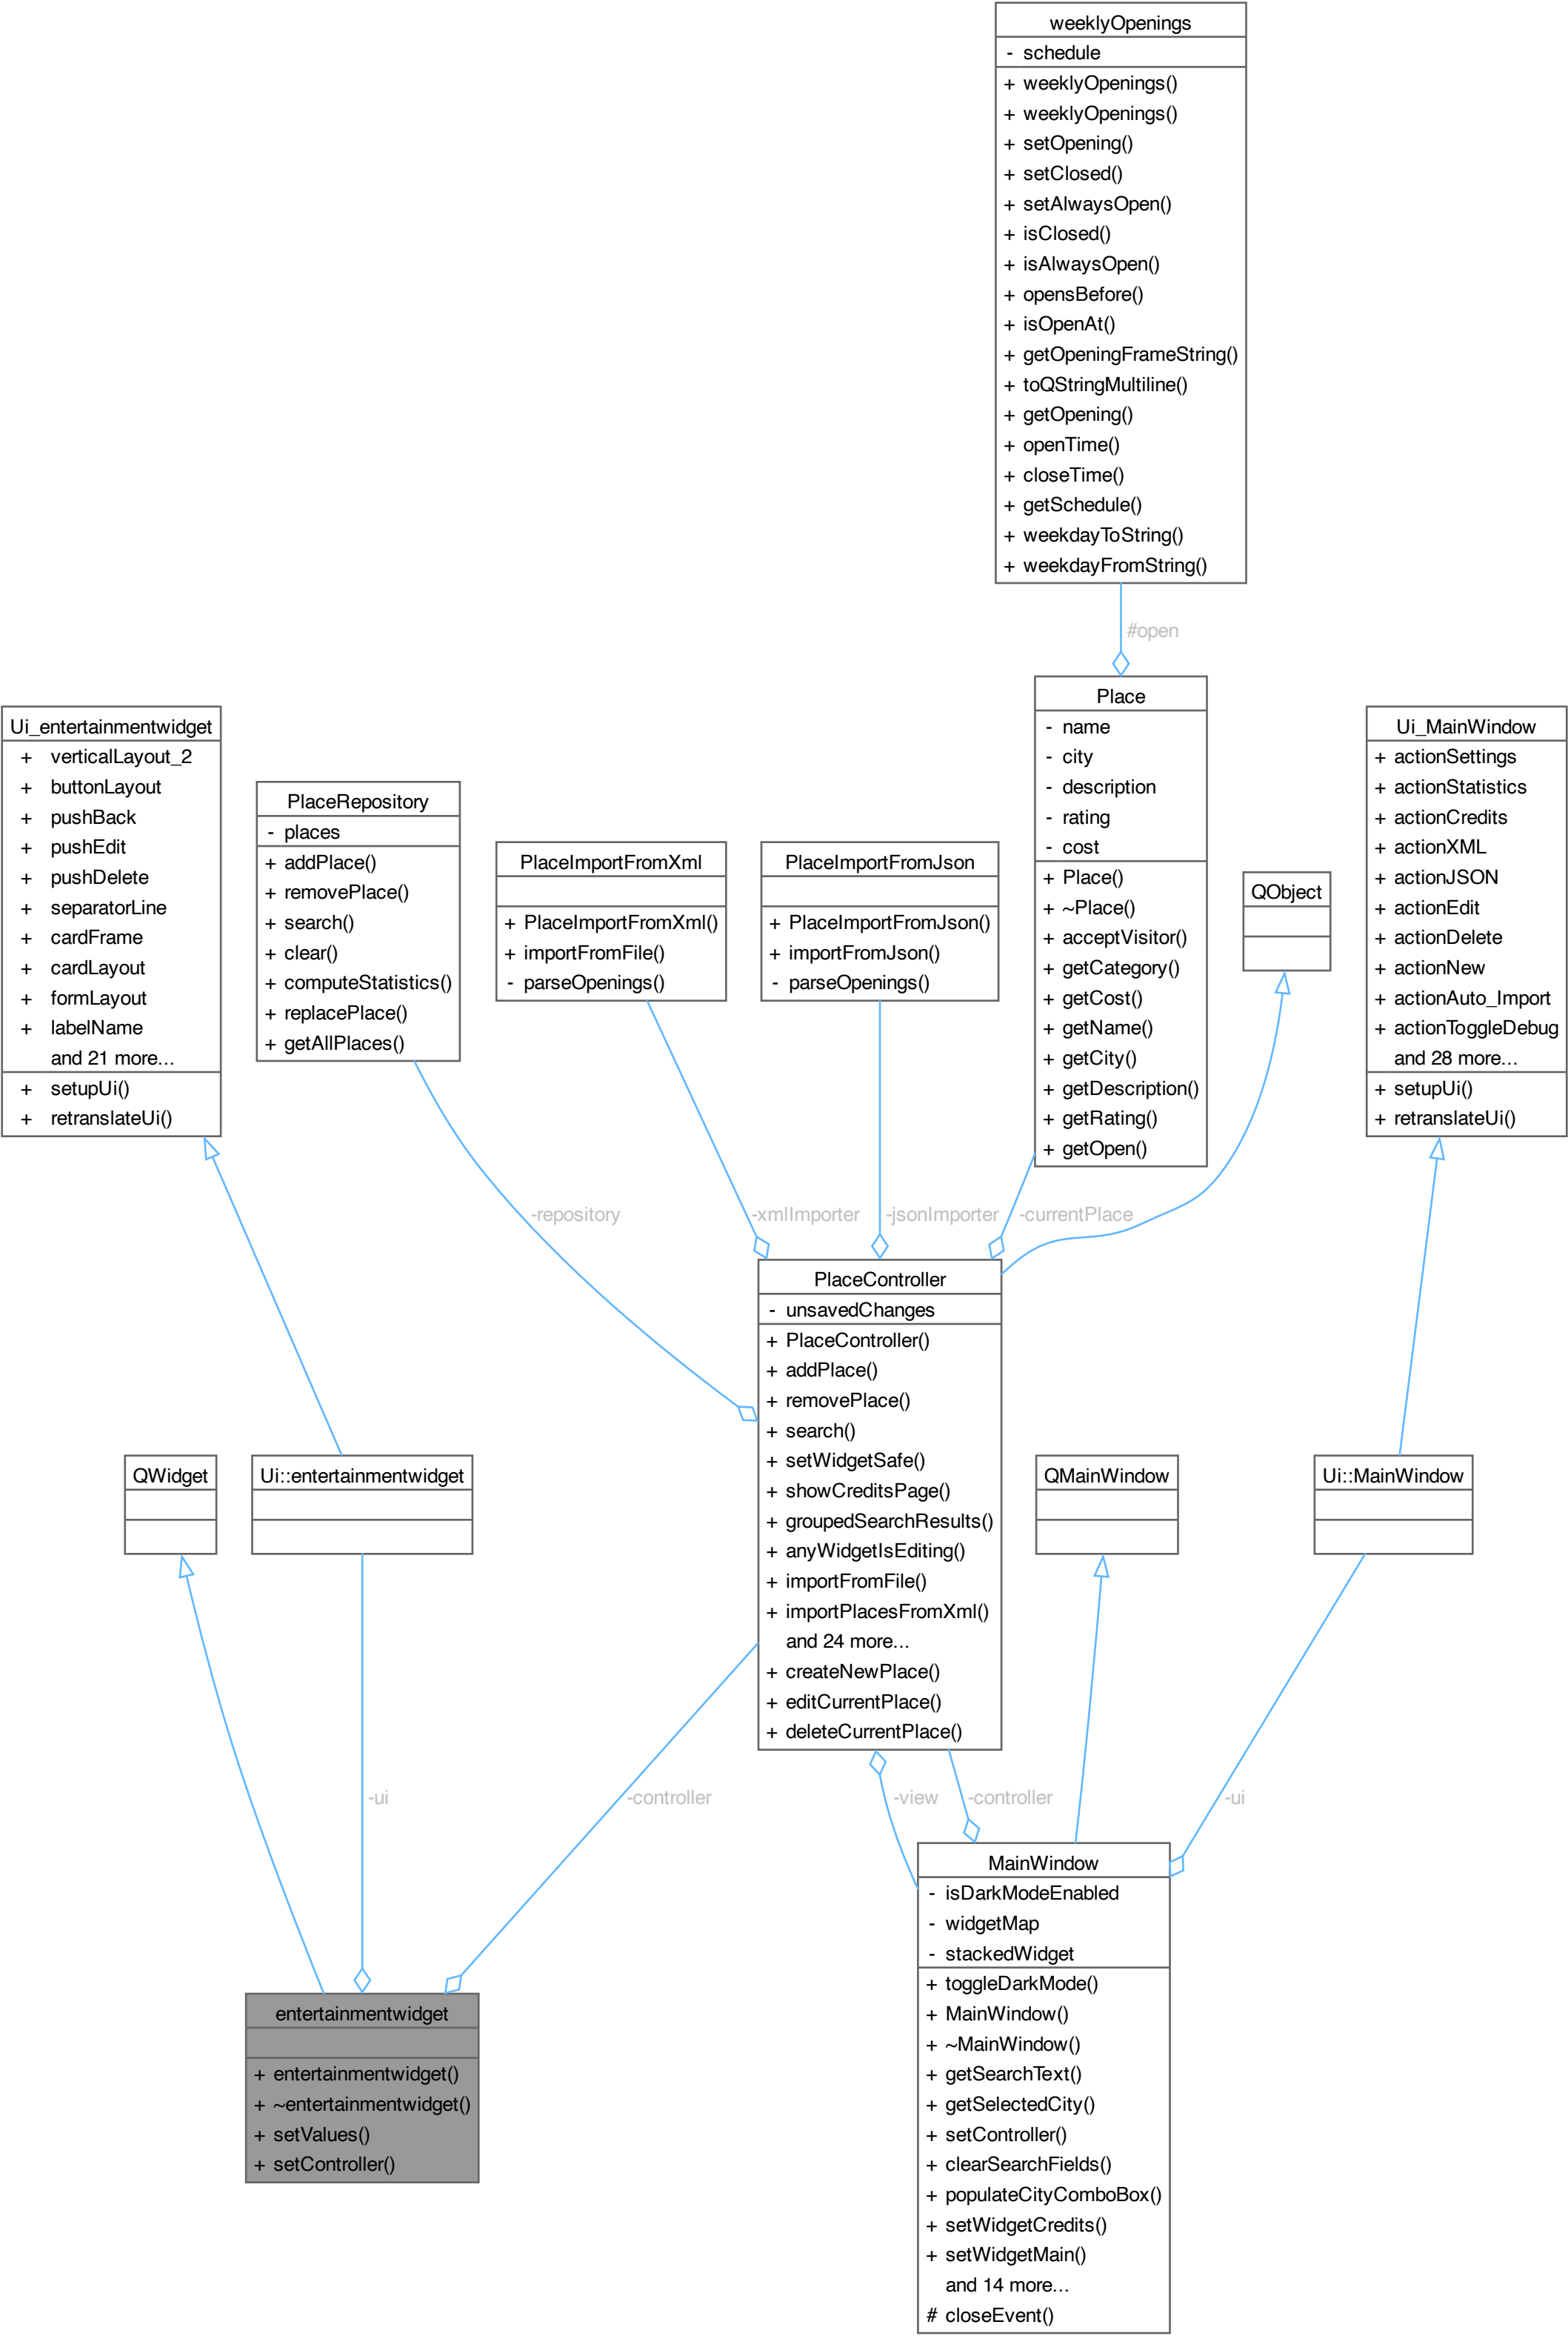 weeklyOpenings
- schedule
+ weeklyOpenings()
+ weeklyOpenings()
+ setOpening()
+ setClosed()
+ setAlwaysOpen()
+ isClosed()
+ isAlwaysOpen()
+ opensBefore()
+ isOpenAt()
+ getOpeningFrameString()
+ toQStringMultiline()
+ getOpening()
+ openTime()
+ closeTime()
+ getSchedule()
+ weekdayToString()
+ weekdayFromString()
#open
Ui_entertainmentwidget
+ verticalLayout_2
+ buttonLayout
+ pushBack
+ pushEdit
+ pushDelete
+ separatorLine
+ cardFrame
+ cardLayout
+ formLayout
+ labelName
and 21 more...
+ setupUi()
+ retranslateUi()
PlaceRepository
- places
+ addPlace()
+ removePlace()
+ search()
+ clear()
+ computeStatistics()
+ replacePlace()
+ getAllPlaces()
PlaceImportFromXml
+ PlaceImportFromXml()
+ importFromFile()
- parseOpenings()
PlaceImportFromJson
+ PlaceImportFromJson()
+ importFromJson()
- parseOpenings()
Place
- name
- city
- description
- rating
- cost
+ Place()
+ ~Place()
+ acceptVisitor()
+ getCategory()
+ getCost()
+ getName()
+ getCity()
+ getDescription()
+ getRating()
+ getOpen()
QObject
Ui_MainWindow
+ actionSettings
+ actionStatistics
+ actionCredits
+ actionXML
+ actionJSON
+ actionEdit
+ actionDelete
+ actionNew
+ actionAuto_Import
+ actionToggleDebug
and 28 more...
+ setupUi()
+ retranslateUi()
-repository
-xmlImporter
-jsonImporter
-currentPlace
PlaceController
- unsavedChanges
+ PlaceController()
+ addPlace()
+ removePlace()
+ search()
+ setWidgetSafe()
+ showCreditsPage()
+ groupedSearchResults()
+ anyWidgetIsEditing()
+ importFromFile()
+ importPlacesFromXml()
and 24 more...
+ createNewPlace()
+ editCurrentPlace()
+ deleteCurrentPlace()
QWidget
Ui::entertainmentwidget
QMainWindow
Ui::MainWindow
-ui
-controller
-view
-controller
-ui
entertainmentwidget
+ entertainmentwidget()
+ ~entertainmentwidget()
+ setValues()
+ setController()
MainWindow
- isDarkModeEnabled
- widgetMap
- stackedWidget
+ toggleDarkMode()
+ MainWindow()
+ ~MainWindow()
+ getSearchText()
+ getSelectedCity()
+ setController()
+ clearSearchFields()
+ populateCityComboBox()
+ setWidgetCredits()
+ setWidgetMain()
and 14 more...
# closeEvent()